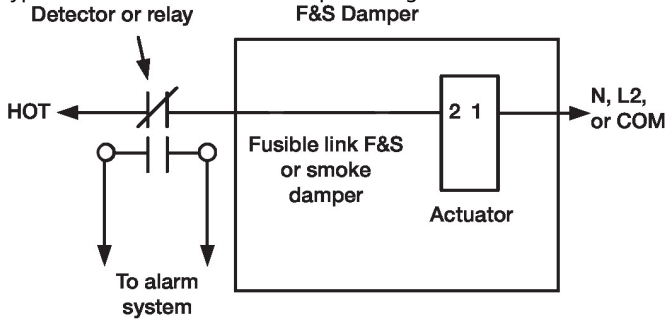 Detector or relay
F&S Damper
HOT
2 1
N, L2,
or COM
Fusible link F&S
or smoke
damper
Actuator
To alarm
system